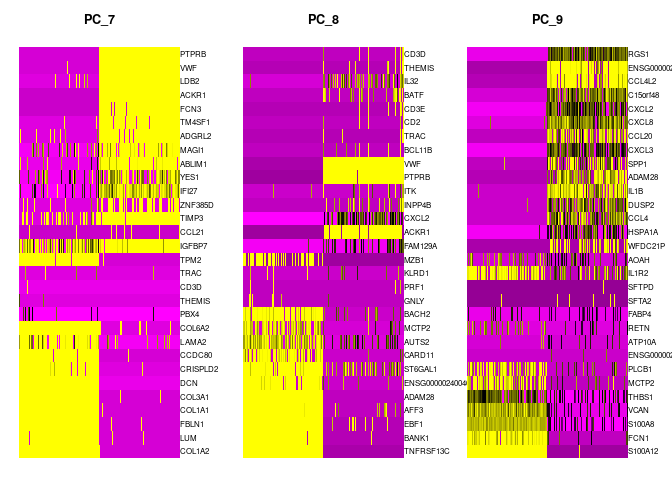 PC_7
PTPRB
VWF
LDB2
ACKR1
FCN3
TM4SF1
ADGRL2
MAGI1
ABLIM1
YES1
IFI27
ZNF385D
TIMP3
CCL21
IGFBP7
TPM2
TRAC
CD3D
THEMIS
PBX4
COL6A2
LAMA2
CCDC80
CRISPLD2
DCN
COL3A1
COL1A1
FBLN1
LUM
COL1A2
PC_8
CD3D
THEMIS
IL32
BATF
CD3E
CD2
TRAC
BCL11B
VWF
PTPRB
ITK
INPP4B
CXCL2
ACKR1
FAM129A
MZB1
KLRD1
PRF1
GNLY
BACH2
MCTP2
AUTS2
CARD11
ST6GAL1
ENSG0000024004
ADAM28
AFF3
EBF1
BANK1
TNFRSF13C
PC_9
RGS1
ENSG000002
CCL4L2
C15orf48
CXCL2
CXCL8
CCL20
CXCL3
SPP1
ADAM28
IL1B
DUSP2
CCL4
HSPA1A
WFDC21P
AOAH
IL1R2
SFTPD
SFTA2
FABP4
RETN
ATP10A
ENSG000002
PLCB1
MCTP2
THBS1
VCAN
S100A8
FCN1
S100A12